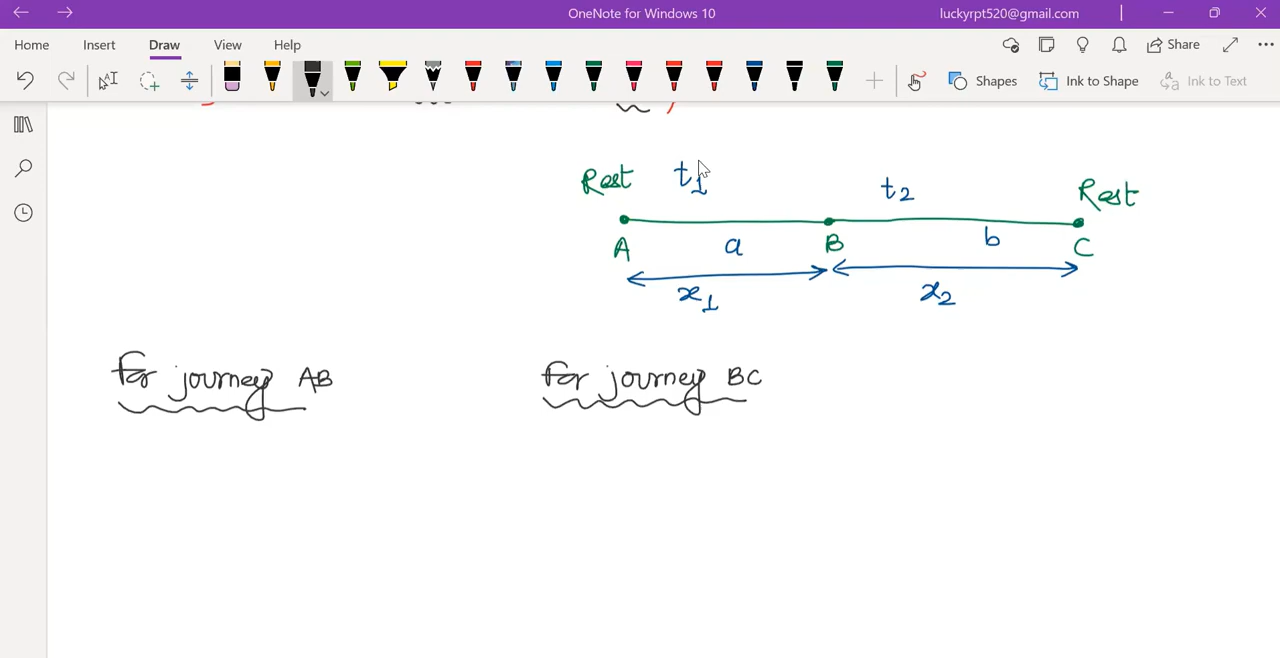 OneNote for Windows 10
luckyrpt520@gmail.com
Home Insert Draw View Help
Share
Shapes Ink to Shape Ink to Text
Rest t1 t2 Rest
A a B b C
x1 x2
For journey AB For journey BC